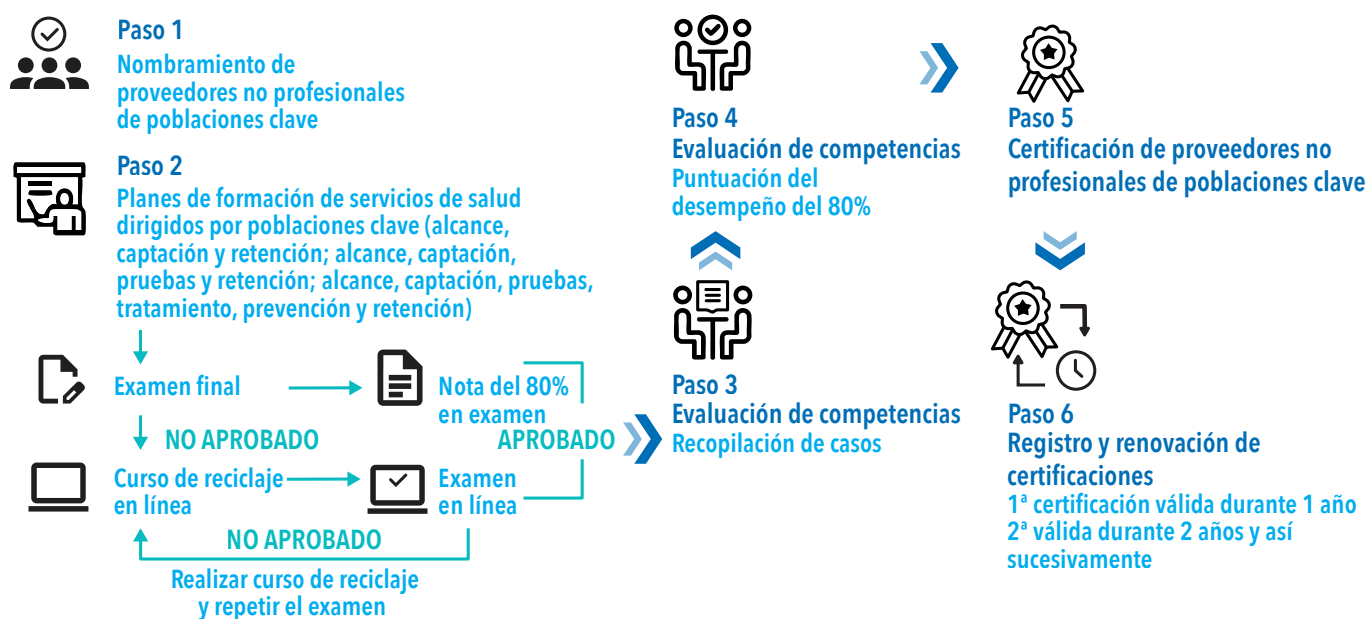 Paso 1
Nombramiento de
proveedores no profesionales
de poblaciones clave
Paso 2
Planes de formación de servicios de salud
dirigidos por poblaciones clave (alcance,
captación y retención; alcance, captación,
pruebas y retención; alcance, captación, pruebas,
tratamiento, prevención y retención)
Examen final
Nota del 80%
en examen
NO APROBADO
APROBADO
Curso de reciclaje
en línea
Examen
en línea
NO APROBADO
Realizar curso de reciclaje
y repetir el examen
Paso 3
Evaluación de competencias
Recopilación de casos
Paso 4
Evaluación de competencias
Puntuación del
desempeño del 80%
Paso 5
Certificación de proveedores no
profesionales de poblaciones clave
Paso 6
Registro y renovación de
certificaciones
1ª certificación válida durante 1 año
2ª válida durante 2 años y así
sucesivamente